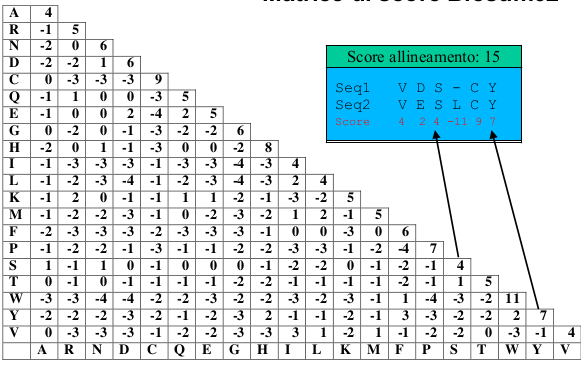 Matrice di score Blosum62
A 4
R -1 5
N -2 0 6
D -2 -2 1 6
C 0 -3 -3 -3 9
Q -1 1 0 0 -3 5
E -1 0 0 2 -4 2 5
G 0 -2 0 -1 -3 -2 -2 6
H -2 0 1 -1 -3 0 0 -2 8
I -1 -3 -3 -3 -1 -3 -3 -4 -3 4
L -1 -2 -3 -4 -1 -2 -3 -4 -3 2 4
K -1 2 0 -1 -1 1 1 -2 -1 -3 -2 5
M -1 -2 -2 -3 -1 0 -2 -3 -2 1 2 -1 5
F -2 -3 -3 -3 -2 -3 -3 -3 -1 0 0 -3 0 6
P -1 -2 -2 -1 -3 -1 -1 -2 -2 -3 -3 -1 -2 -4 7
S 1 -1 1 0 -1 0 0 0 -1 -2 -2 0 -1 -2 -1 4
T 0 -1 0 -1 -1 -1 -1 -2 -2 -1 -1 -1 -1 -2 -1 1 5
W -3 -3 -4 -4 -2 -2 -3 -2 -2 -3 -2 -3 -1 1 -4 -3 -2 11
Y -2 -2 -2 -3 -2 -1 -2 -3 2 -1 -1 -2 -1 3 -3 -2 -2 2 7
V 0 -3 -3 -3 -1 -2 -2 -3 -3 3 1 -2 1 -1 -2 -2 0 -3 -1 4
A R N D C Q E G H I L K M F P S T W Y V
Score allineamento: 15
Seq1 V D S - C Y
Seq2 V E S L C Y
Score 4 2 4 -11 9 7